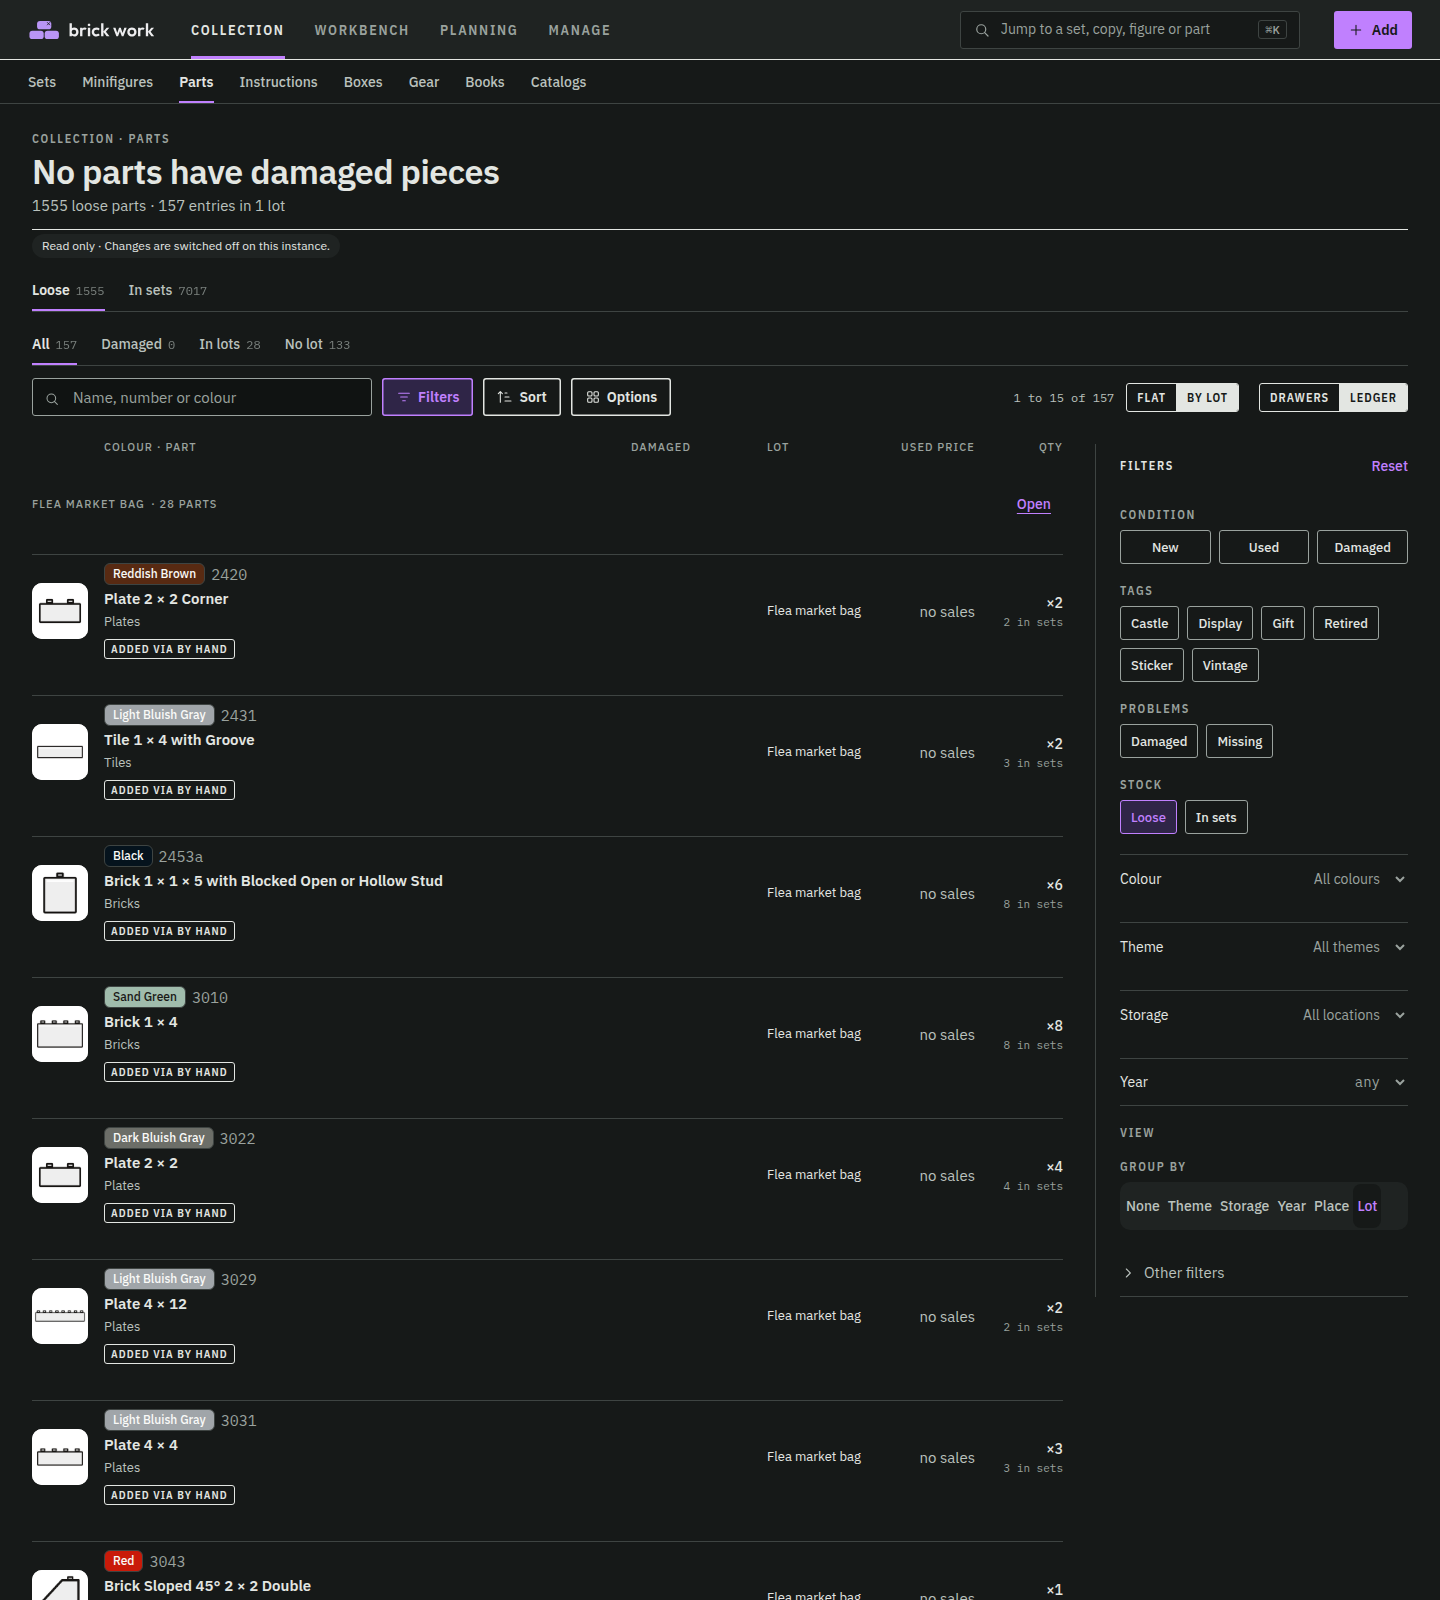 brick work
COLLECTION WORKBENCH PLANNING MANAGE
Jump to a set, copy, figure or part ⌘K
+ Add
Sets Minifigures Parts Instructions Boxes Gear Books Catalogs
COLLECTION · PARTS
No parts have damaged pieces
1555 loose parts · 157 entries in 1 lot
Read only · Changes are switched off on this instance.
Loose 1555 In sets 7017
All 157 Damaged 0 In lots 28 No lot 133
Name, number or colour Filters Sort Options
1 to 15 of 157 FLAT BY LOT DRAWERS LEDGER
COLOUR · PART DAMAGED LOT USED PRICE QTY
FLEA MARKET BAG · 28 PARTS Open
Reddish Brown 2420
Plate 2 × 2 Corner
Plates
ADDED VIA BY HAND
Flea market bag no sales ×2
2 in sets
Light Bluish Gray 2431
Tile 1 × 4 with Groove
Tiles
ADDED VIA BY HAND
Flea market bag no sales ×2
3 in sets
Black 2453a
Brick 1 × 1 × 5 with Blocked Open or Hollow Stud
Bricks
ADDED VIA BY HAND
Flea market bag no sales ×6
8 in sets
Sand Green 3010
Brick 1 × 4
Bricks
ADDED VIA BY HAND
Flea market bag no sales ×8
8 in sets
Dark Bluish Gray 3022
Plate 2 × 2
Plates
ADDED VIA BY HAND
Flea market bag no sales ×4
4 in sets
Light Bluish Gray 3029
Plate 4 × 12
Plates
ADDED VIA BY HAND
Flea market bag no sales ×2
2 in sets
Light Bluish Gray 3031
Plate 4 × 4
Plates
ADDED VIA BY HAND
Flea market bag no sales ×3
3 in sets
Red 3043
Brick Sloped 45° 2 × 2 Double
Flea market bag no sales ×1
FILTERS Reset
CONDITION
New Used Damaged
TAGS
Castle Display Gift Retired
Sticker Vintage
PROBLEMS
Damaged Missing
STOCK
Loose In sets
Colour All colours
Theme All themes
Storage All locations
Year any
VIEW
GROUP BY
None Theme Storage Year Place Lot
Other filters